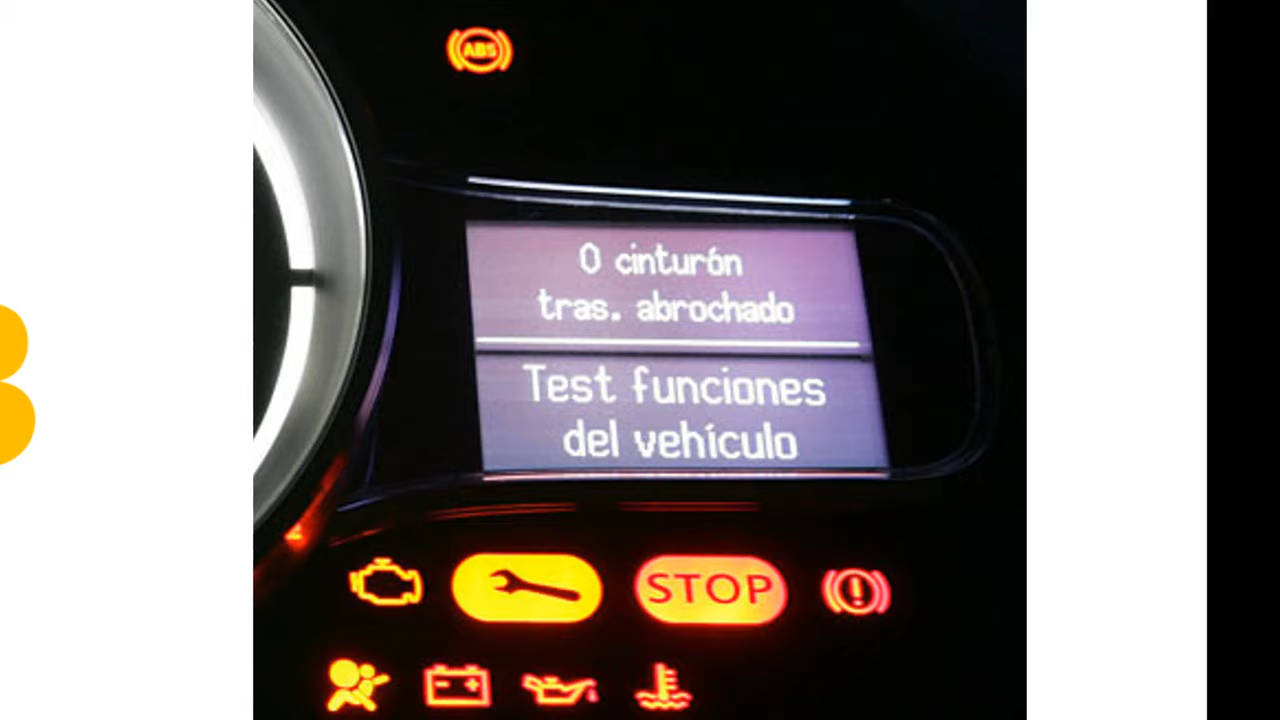 ABS
0 cinturón
tras. abrochado
Test funciones
del vehículo
STOP